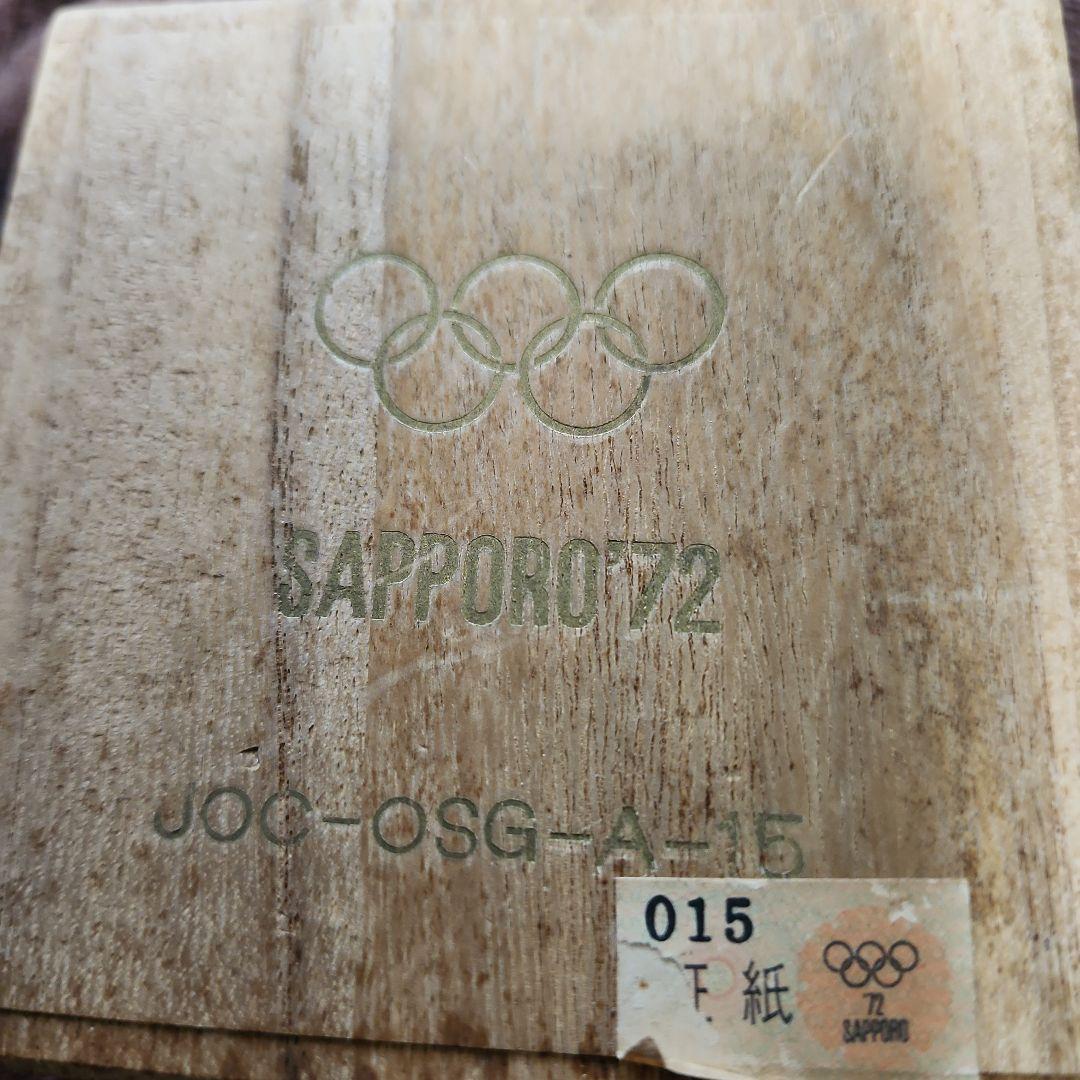 SAPPORO'72
JOC-OSG-A-15
015
紙
72
SAPPORO